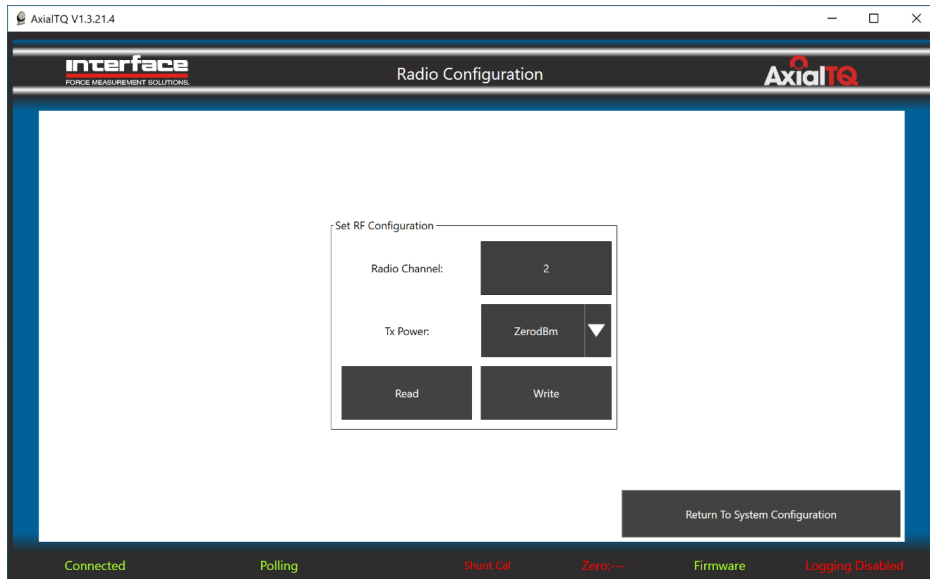 AxialTQ V1.3.21.4
Interface
FORCE MEASUREMENT SOLUTIONS.
Radio Configuration
AxialTQ
Set RF Configuration
Radio Channel: 2
Tx Power: ZerodBm
Read Write
Return To System Configuration
Connected Polling Shunt Cal Zero:--- Firmware Logging Disabled